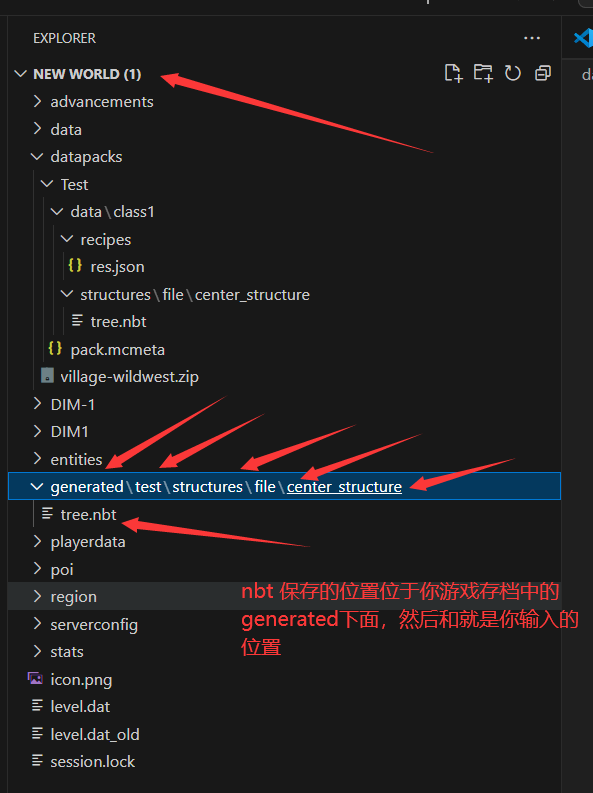 EXPLORER
NEW WORLD (1)
advancements
data
datapacks
Test
data\class1
recipes
{} res.json
structures\file\center_structure
tree.nbt
{} pack.mcmeta
village-wildwest.zip
DIM-1
DIM1
entities
generated\test\structures\file\center_structure
tree.nbt
playerdata
poi
region
serverconfig
stats
icon.png
level.dat
level.dat_old
session.lock
nbt 保存的位置位于你游戏存档中的
generated下面，然后和就是你输入的
位置